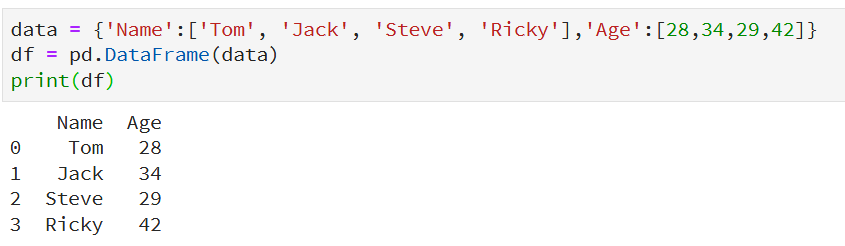 data = {'Name':['Tom', 'Jack', 'Steve', 'Ricky'],'Age':[28,34,29,42]}
df = pd.DataFrame(data)
print(df)
    Name  Age
0    Tom   28
1   Jack   34
2  Steve   29
3  Ricky   42